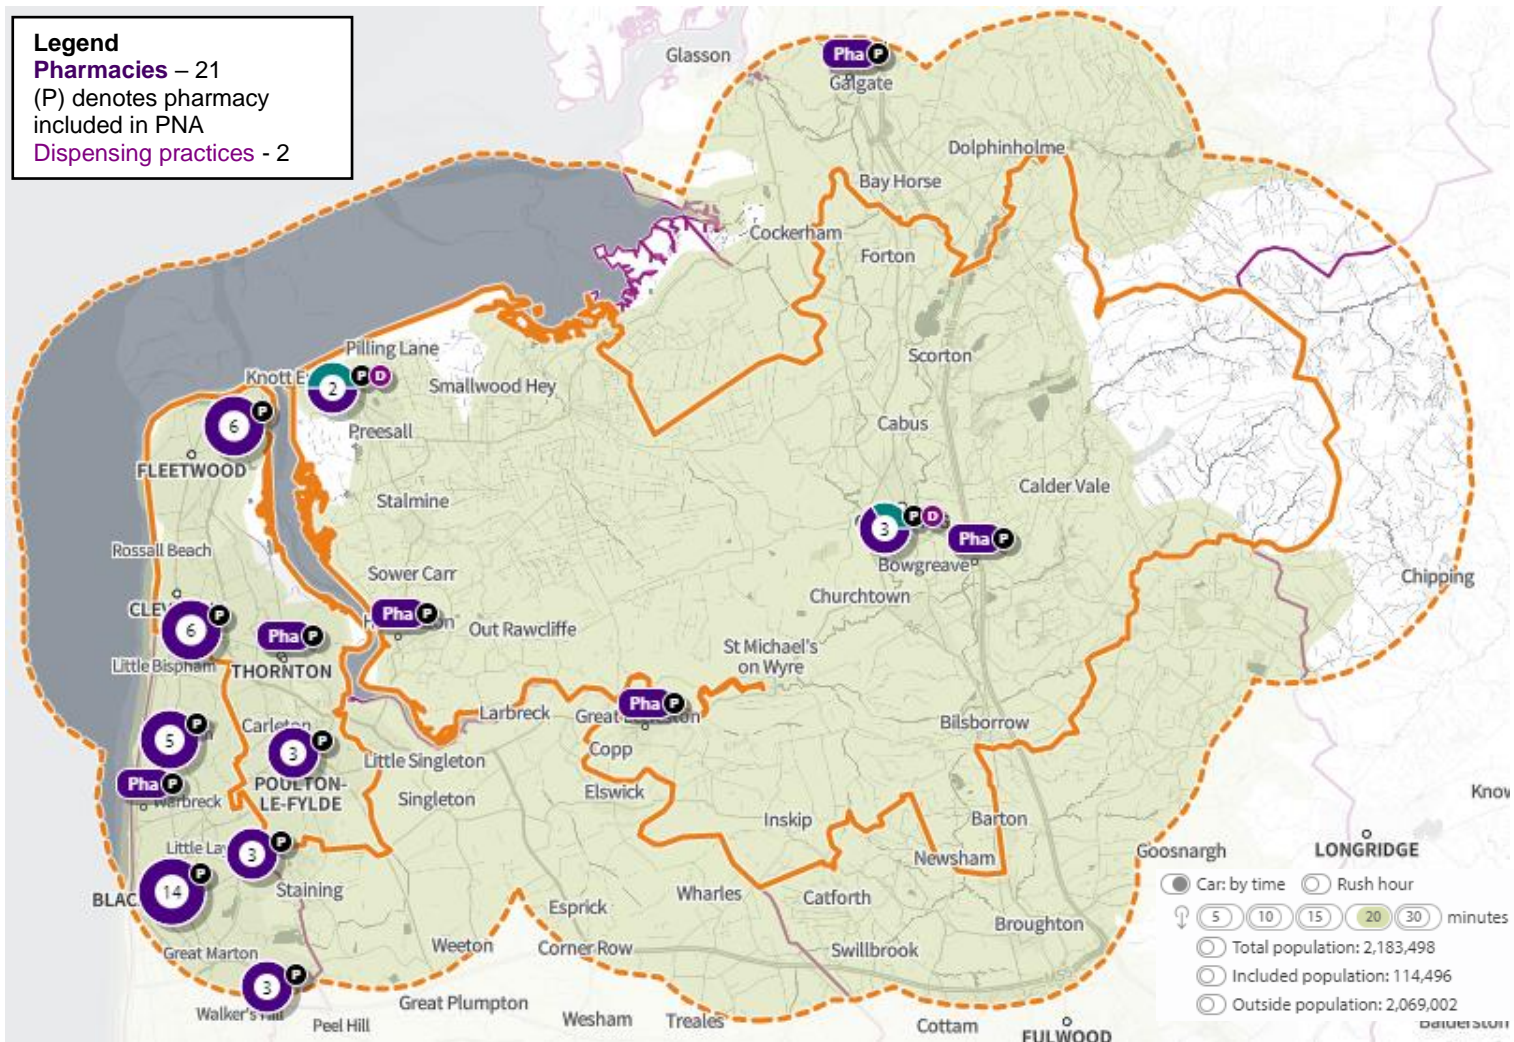 Legend
Pharmacies – 21
(P) denotes pharmacy
included in PNA
Dispensing practices - 2
Glasson
Pha P
Galgate
Dolphinholme
Bay Horse
Cockerham
Forton
Pilling Lane
Scorton
Knott E
2 P D
Smallwood Hey
6 P
Preesall
Cabus
FLEETWOOD
Stalmine
Calder Vale
3 P D
Pha P
Rossall Beach
Bowgreave
Sower Carr
Chipping
Churchtown
CLEV
6 P
Pha P
Pha P
Out Rawcliffe
St Michael's
on Wyre
Little Bispham
THORNTON
Pha P
Larbreck
Great
Bilsborrow
Carleton
5 P
3 P
Copp
Little Singleton
Pha P
POULTON-
LE-FYLDE
Warbreck
Singleton
Elswick
Inskip
Barton
Little La
3 P
Newsham
Goosnargh
LONGRIDGE
14 P
BLAC
Staining
Wharles
Catforth
Esprick
Broughton
Great Marton
Weeton
Corner Row
Swillbrook
3 P
Walker's Hill
Peel Hill
Great Plumpton
Wesham
Treales
Cottam
FULWOOD
Know
Car: by time Rush hour
5 10 15 20 30 minutes
Total population: 2,183,498
Included population: 114,496
Outside population: 2,069,002